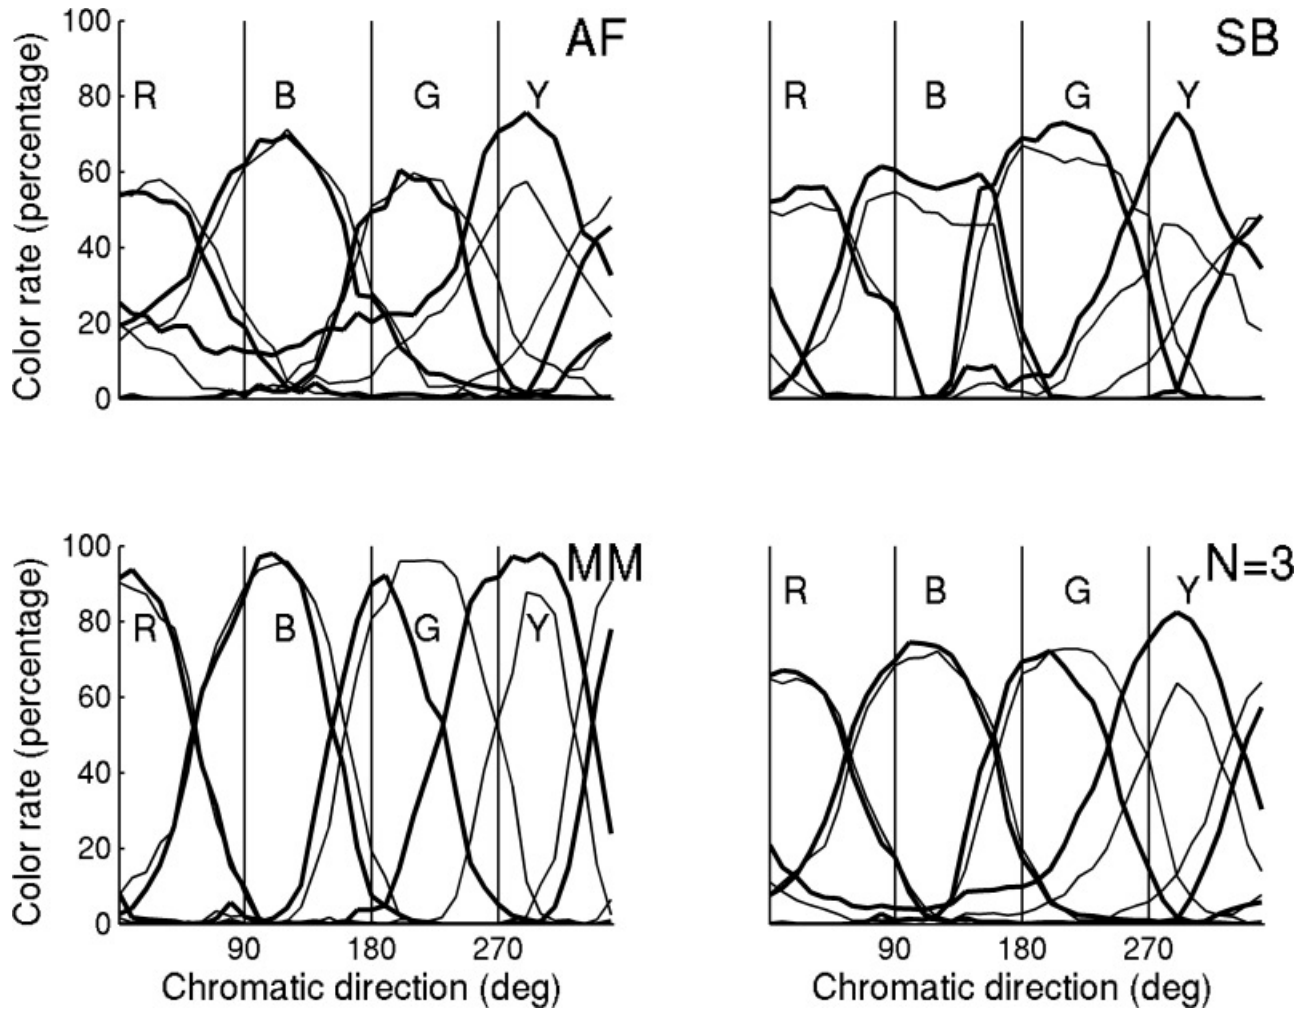 100
80
60
40
20
0
Color rate (percentage)
R
B
G
Y
AF
R
B
G
Y
SB
100
80
60
40
20
0
Color rate (percentage)
R
B
G
Y
MM
90
180
270
Chromatic direction (deg)
R
B
G
Y
N=3
90
180
270
Chromatic direction (deg)